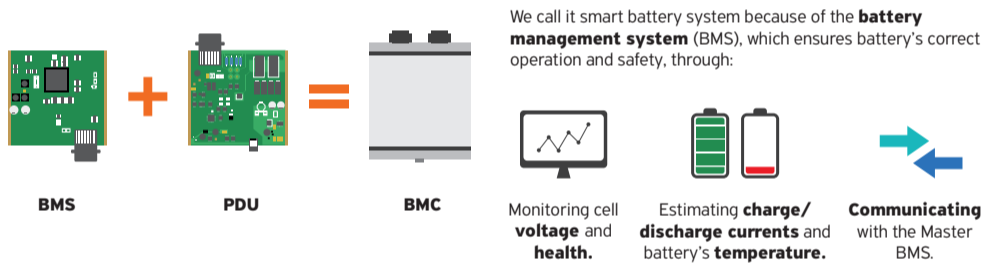 We call it smart battery system because of the battery
management system (BMS), which ensures battery's correct
operation and safety, through:
BMS
PDU
BMC
Monitoring cell
voltage and
health.
Estimating charge/
discharge currents and
battery's temperature.
Communicating
with the Master
BMS.